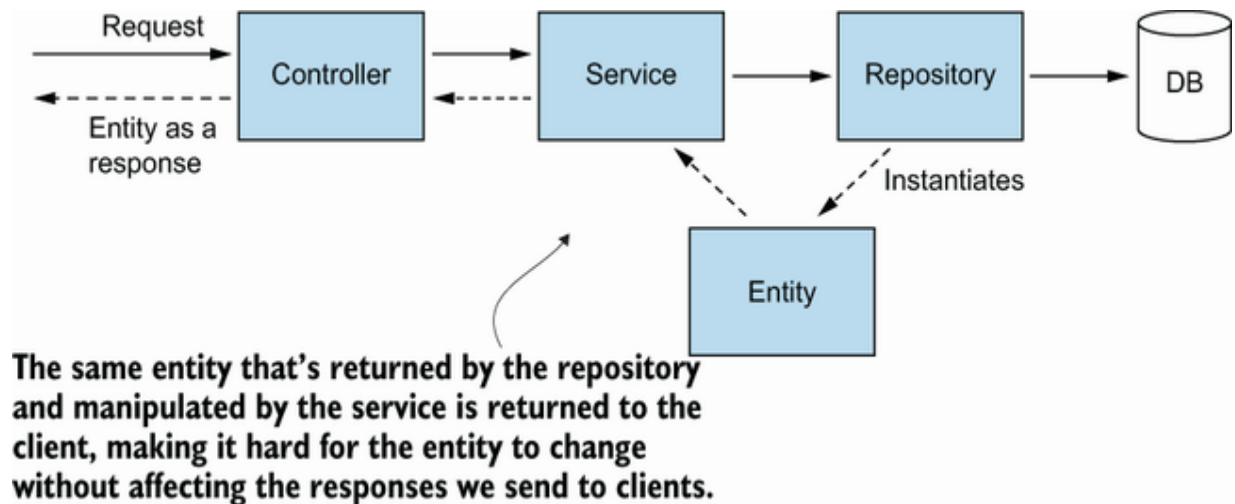 Request
Controller
Service
Repository
DB
Entity as a
response
Instantiates
Entity
The same entity that's returned by the repository
and manipulated by the service is returned to the
client, making it hard for the entity to change
without affecting the responses we send to clients.